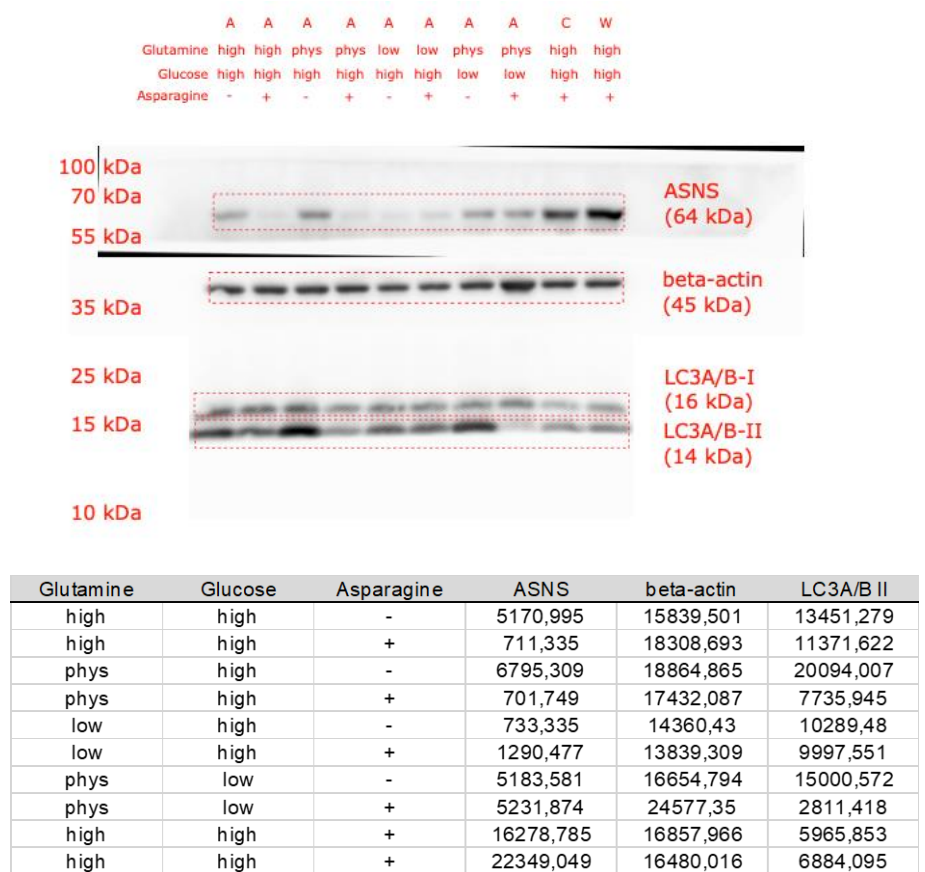 A A A A A A A A C W
Glutamine high high phys phys low low phys phys high high
Glucose high high high high high high low low high high
Asparagine - + - + - + - + + +
100 kDa
70 kDa
ASNS
(64 kDa)
55 kDa
beta-actin
(45 kDa)
35 kDa
25 kDa
LC3A/B-I
(16 kDa)
15 kDa
LC3A/B-II
(14 kDa)
10 kDa
Glutamine Glucose Asparagine ASNS beta-actin LC3A/B II
high high - 5170,995 15839,501 13451,279
high high + 711,335 18308,693 11371,622
phys high - 6795,309 18864,865 20094,007
phys high + 701,749 17432,087 7735,945
low high - 733,335 14360,43 10289,48
low high + 1290,477 13839,309 9997,551
phys low - 5183,581 16654,794 15000,572
phys low + 5231,874 24577,35 2811,418
high high + 16278,785 16857,966 5965,853
high high + 22349,049 16480,016 6884,095